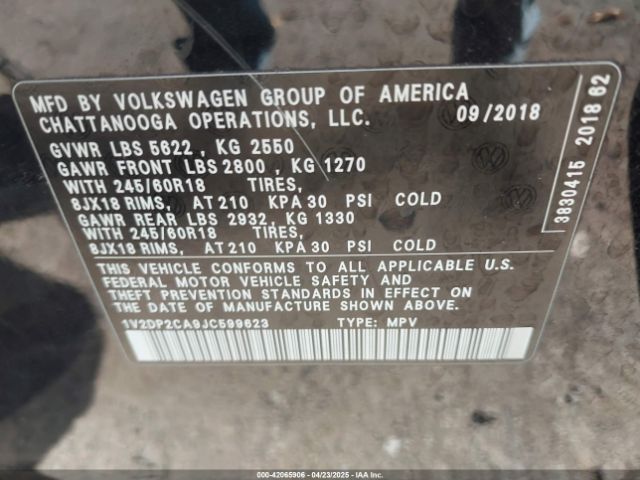 MFD BY VOLKSWAGEN GROUP OF AMERICA
CHATTANOOGA OPERATIONS, LLC. 09/2018
GVWR LBS 5622 , KG 2550
GAWR FRONT LBS 2800 , KG 1270
WITH 245/60R18 TIRES,
8JX18 RIMS, AT 210 KPA 30 PSI COLD
GAWR REAR LBS 2932, KG 1330
WITH 245/60R18 TIRES,
8JX18 RIMS, AT 210 KPA 30 PSI COLD
THIS VEHICLE CONFORMS TO ALL APPLICABLE U.S.
FEDERAL MOTOR VEHICLE SAFETY AND
THEFT PREVENTION STANDARDS IN EFFECT ON
THE DATE OF MANUFACTURE SHOWN ABOVE.
1V2DP2CA9JC599623 TYPE: MPV
3830415 2018 62
000-42065906 - 04/23/2025 - IAAI.com